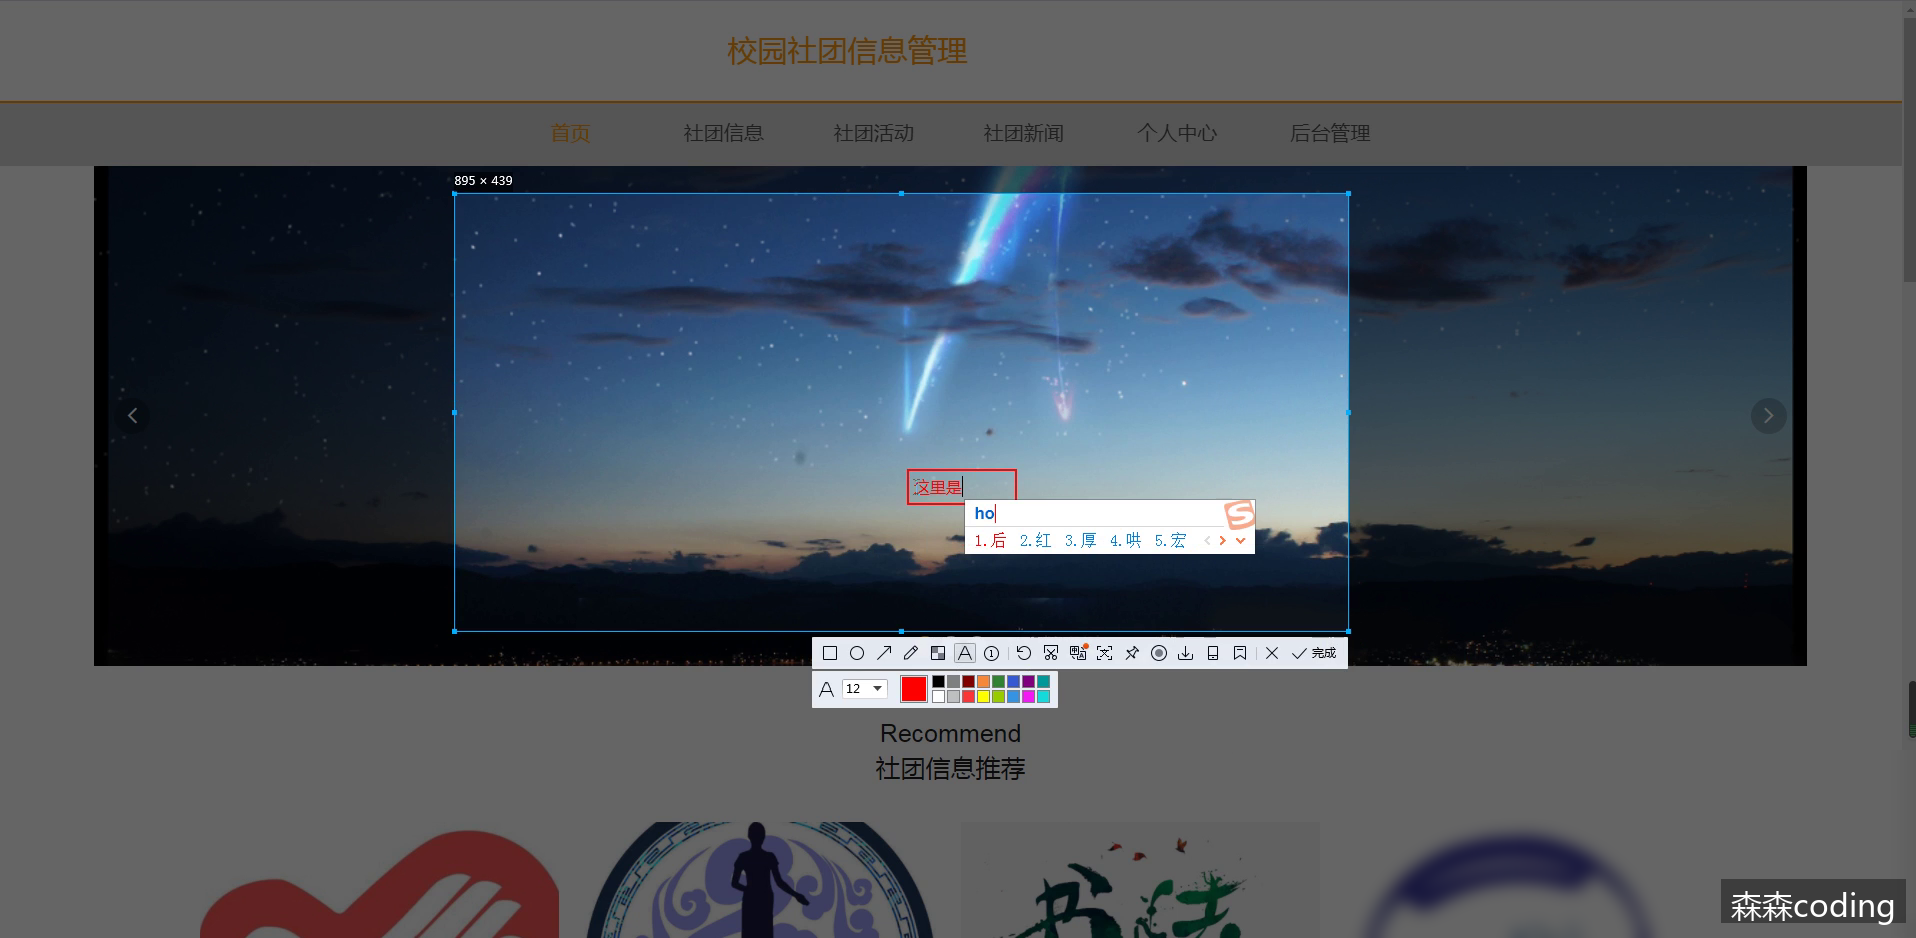 校园社团信息管理
首页 社团信息 社团活动 社团新闻 个人中心 后台管理
895 × 439
这里是
ho
1.后 2.红 3.厚 4.哄 5.宏
完成
A 12
Recommend
社团信息推荐
书法
森森coding